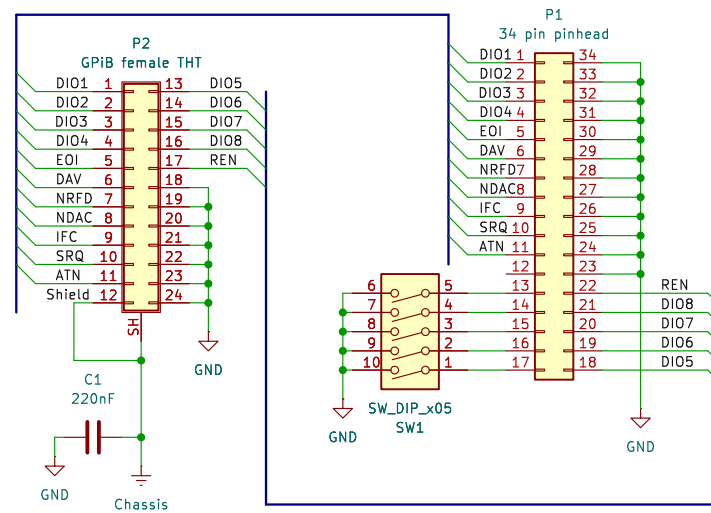 P2
GPiB female THT
DIO1 1 13 DIO5
DIO2 2 14 DIO6
DIO3 3 15 DIO7
DIO4 4 16 DIO8
EOI 5 17 REN
DAV 6 18
NRFD 7 19
NDAC 8 20
IFC 9 21
SRQ 10 22
ATN 11 23
Shield 12 24
SH
GND
C1
220nF
GND
Chassis
P1
34 pin pinhead
DIO1 1 34
DIO2 2 33
DIO3 3 32
DIO4 4 31
EOI 5 30
DAV 6 29
NRFD 7 28
NDAC 8 27
IFC 9 26
SRQ 10 25
ATN 11 24
12 23
13 22 REN
14 21 DIO8
15 20 DIO7
16 19 DIO6
17 18 DIO5
GND
6 5
7 4
8 3
9 2
10 1
SW_DIP_x05
SW1
GND